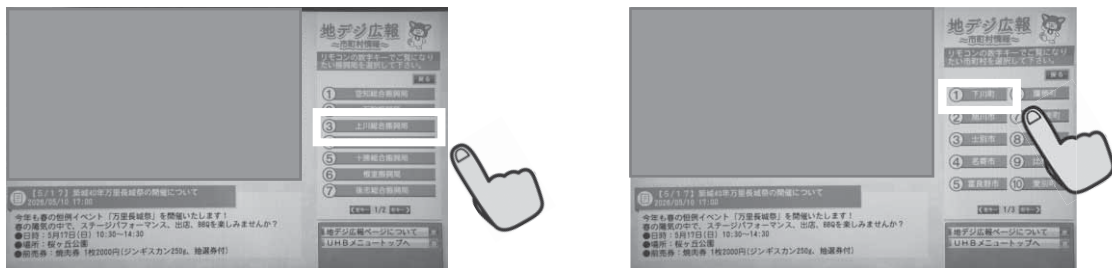 地デジ広報
～市町村情報～
リモコンの数字キーでご覧になり
たい振興局を選択して下さい。
戻る
① 空知総合振興局
③ 上川総合振興局
⑤ 十勝総合振興局
⑥ 根室振興局
⑦ 後志総合振興局
1/2
地デジ広報ページについて
UHBメニュートップへ
【5/17】築城40年万里長城祭の開催について
2026/05/10 17:00
今年も春の恒例イベント「万里長城祭」を開催いたします!
春の陽気の中で、ステージパフォーマンス、出店、BBQを楽しみませんか?
●日時:5月17日(日) 10:30～14:30
●場所:桜ヶ丘公園
●前売券:焼肉券 1枚2000円(ジンギスカン250g、抽選券付)
地デジ広報
～市町村情報～
リモコンの数字キーでご覧になり
たい市町村を選択して下さい。
戻る
① 下川町
② 旭川市 ⑦
③ 士別市 ⑧
④ 名寄市 ⑨
⑤ 富良野市 ⑩ 愛別町
1/3
地デジ広報ページについて
UHBメニュートップへ
【5/17】築城40年万里長城祭の開催について
2026/05/10 17:00
今年も春の恒例イベント「万里長城祭」を開催いたします!
春の陽気の中で、ステージパフォーマンス、出店、BBQを楽しみませんか?
●日時:5月17日(日) 10:30～14:30
●場所:桜ヶ丘公園
●前売券:焼肉券 1枚2000円(ジンギスカン250g、抽選券付)